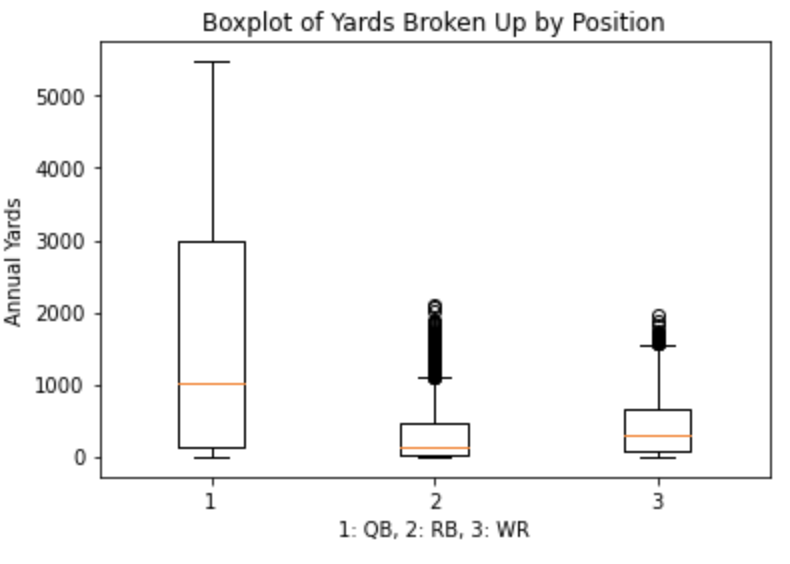 Boxplot of Yards Broken Up by Position
Annual Yards
5000
4000
3000
2000
1000
0
1 2 3
1: QB, 2: RB, 3: WR